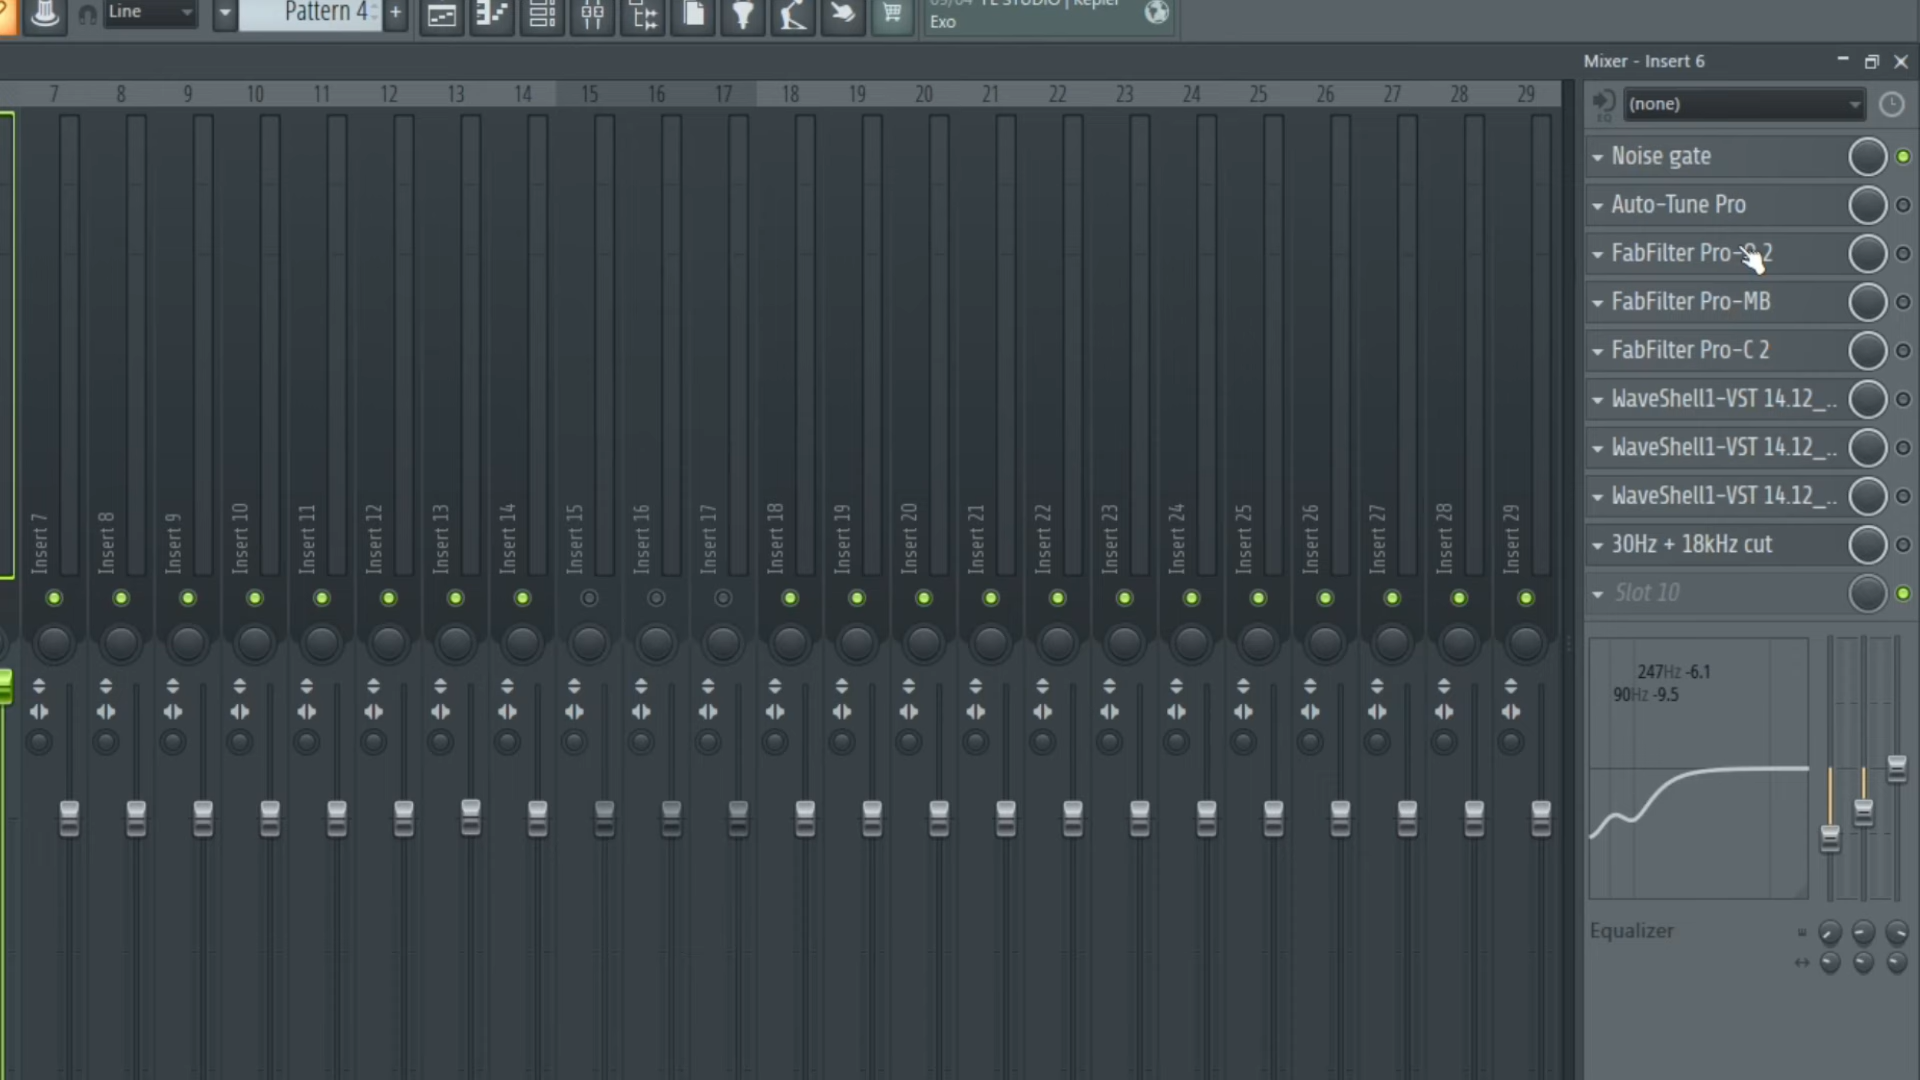 Line
Pattern 4
+
Exo
Mixer - Insert 6
7 8 9 10 11 12 13 14 15 16 17 18 19 20 21 22 23 24 25 26 27 28 29
EQ
(none)
Noise gate
Auto-Tune Pro
FabFilter 2
FabFilter Pro-MB
FabFilter Pro-C 2
WaveShell1-VST 14.12_..
WaveShell1-VST 14.12_..
WaveShell1-VST 14.12_..
30Hz + 18kHz cut
Slot 10
Insert 7
Insert 8
Insert 9
Insert 10
Insert 11
Insert 12
Insert 13
Insert 14
Insert 15
Insert 16
Insert 17
Insert 18
Insert 19
Insert 20
Insert 21
Insert 22
Insert 23
Insert 24
Insert 25
Insert 26
Insert 27
Insert 28
Insert 29
247Hz -6.1
90Hz -9.5
Equalizer